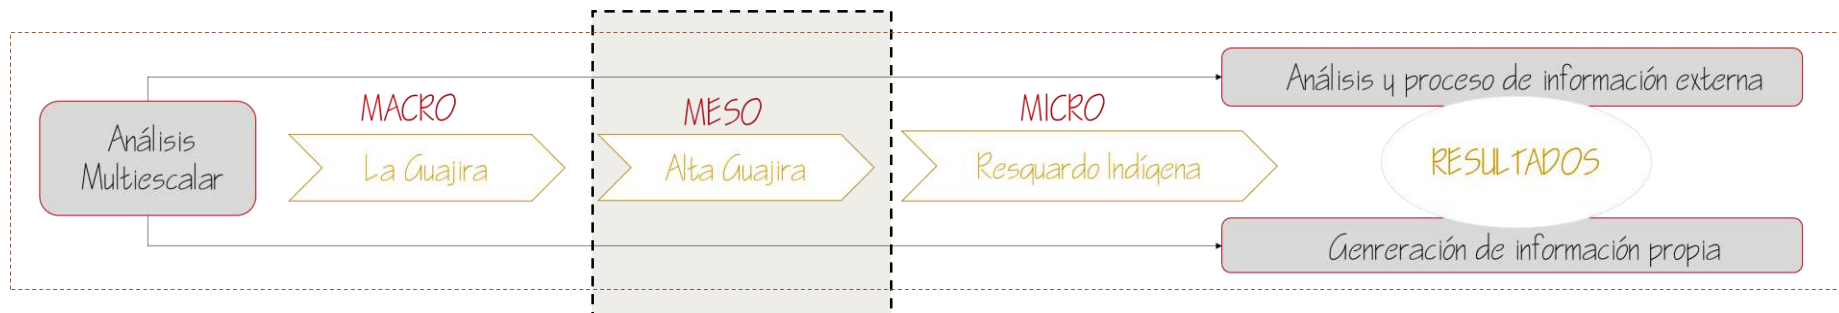 Análisis
Multiescalar
MACRO
La Guajira
MESO
Alta Guajira
MICRO
Resguardo Indígena
Análisis y proceso de información externa
RESULTADOS
Genreración de información propia